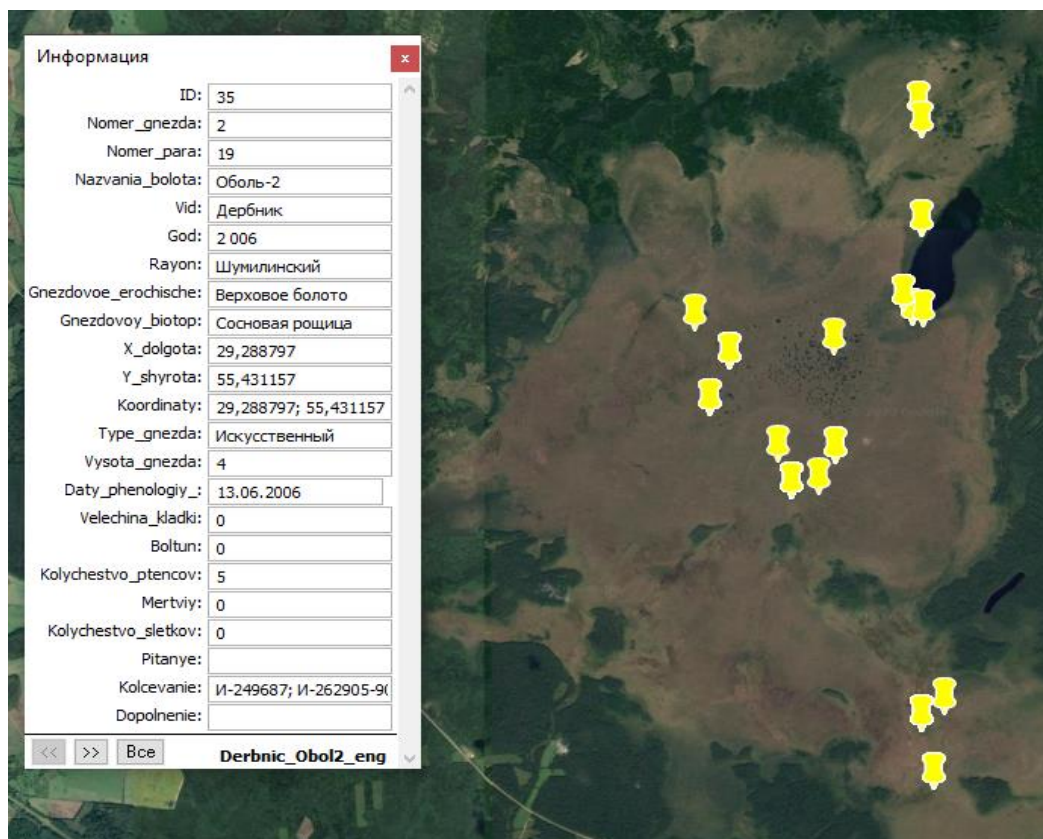 Информация
x
ID: 35
Nomer_gnezda: 2
Nomer_para: 19
Nazvania_bolota: Оболь-2
Vid: Дербник
God: 2 006
Rayon: Шумилинский
Gnezdovoe_erochische: Верховое болото
Gnezdovoy_biotop: Сосновая рощица
X_dolgota: 29,288797
Y_shyrota: 55,431157
Koordinaty: 29,288797; 55,431157
Type_gnezda: Искусственный
Vysota_gnezda: 4
Daty_phenologiy_: 13.06.2006
Velechina_kladki: 0
Boltun: 0
Kolychestvo_ptencov: 5
Mertviy: 0
Kolychestvo_sletkov: 0
Pitanye:
Kolcevanie: И-249687; И-262905-9(
Dopolnenie:
<< >> Все Derbnic_Obol2_eng